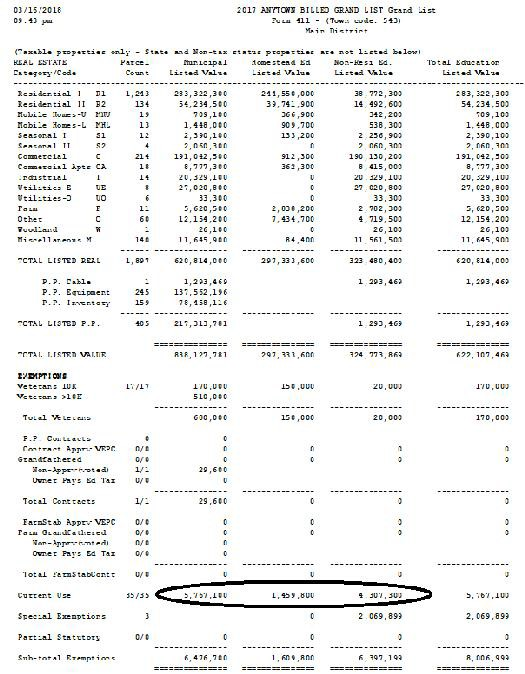 03/15/2018 2017 ANYTOWN BILLED GRAND LIST Grand List
09:43 pm Form 411 - (Town code: 543)
Main District
(Taxable properties only - State and Non-tax status properties are not listed below)
REAL ESTATE Parcel Municipal Homestead Ed Non-Resi Ed. Total Education
Category/Code Count Listed Value Listed Value Listed Value Listed Value
Residential I R1 1,243 283,322,300 244,550,000 38,772,300 283,322,300
Residential II R2 134 54,234,500 39,741,900 14,492,600 54,234,500
Mobile Homes-U MHU 19 709,100 366,900 342,200 709,100
Mobile Homes-L MHL 13 1,448,000 909,700 538,300 1,448,000
Seasonal I S1 12 2,390,100 133,200 2 256,900 2,390,100
Seasonal II S2 4 2,060,300 0 2 060,300 2,060,300
Commercial C 214 191,042,500 912,300 190 130,200 191,042,500
Commercial Apts CA 18 8,777,300 362,300 8 415,000 8,777,300
Industrial I 14 20,329,100 0 20 329,100 20,329,100
Utilities-E UE 8 27,020,800 0 27 020,800 27,020,800
Utilities-O UO 6 33,300 0 33,300 33,300
Farm F 11 5,620,500 2,838,200 2 782,300 5,620,500
Other O 60 12,154,200 7,434,700 4 719,500 12,154,200
Woodland W 1 26,100 0 26,100 26,100
Miscellaneous M 140 11,645,900 84,400 11 561,500 11,645,900
TOTAL LISTED REAL 1,897 620,814,000 297,333,600 323 480,400 620,814,000
P.P. Cable 1 1,293,469 1,293,469 1,293,469
P.P. Equipment 245 137,562,196
P.P. Inventory 159 78,458,116
TOTAL LISTED P.P. 405 217,313,781 1,293,469 1,293,469
TOTAL LISTED VALUE 838,127,781 297,333,600 324 773,869 622,107,469
EXEMPTIONS
Veterans 10K 17/17 170,000 150,000 20,000 170,000
Veterans >10K 510,000
Total Veterans 680,000 150,000 20,000 170,000
P.P. Contracts 0 0
Contract Apprv VEPC 0/0 0 0 0 0
Grandfathered 0/0 0 0 0 0
Non-Apprv(voted) 1/1 29,600
Owner Pays Ed Tax 0/0 0
Total Contracts 1/1 29,600 0 0 0
FarmStab Apprv VEPC 0/0 0 0 0 0
Farm Grandfathered 0/0 0 0 0 0
Non-Apprv(voted) 0/0 0
Owner Pays Ed Tax 0/0 0
Total FarmStabContr 0/0 0 0 0 0
Current Use 35/35 5,767,100 1,459,800 4 307,300 5,767,100
Special Exemptions 3 0 2 069,899 2,069,899
Partial Statutory 0/0 0 0 0 0
Sub-total Exemptions 6,476,700 1,609,800 6 397,199 8,006,999